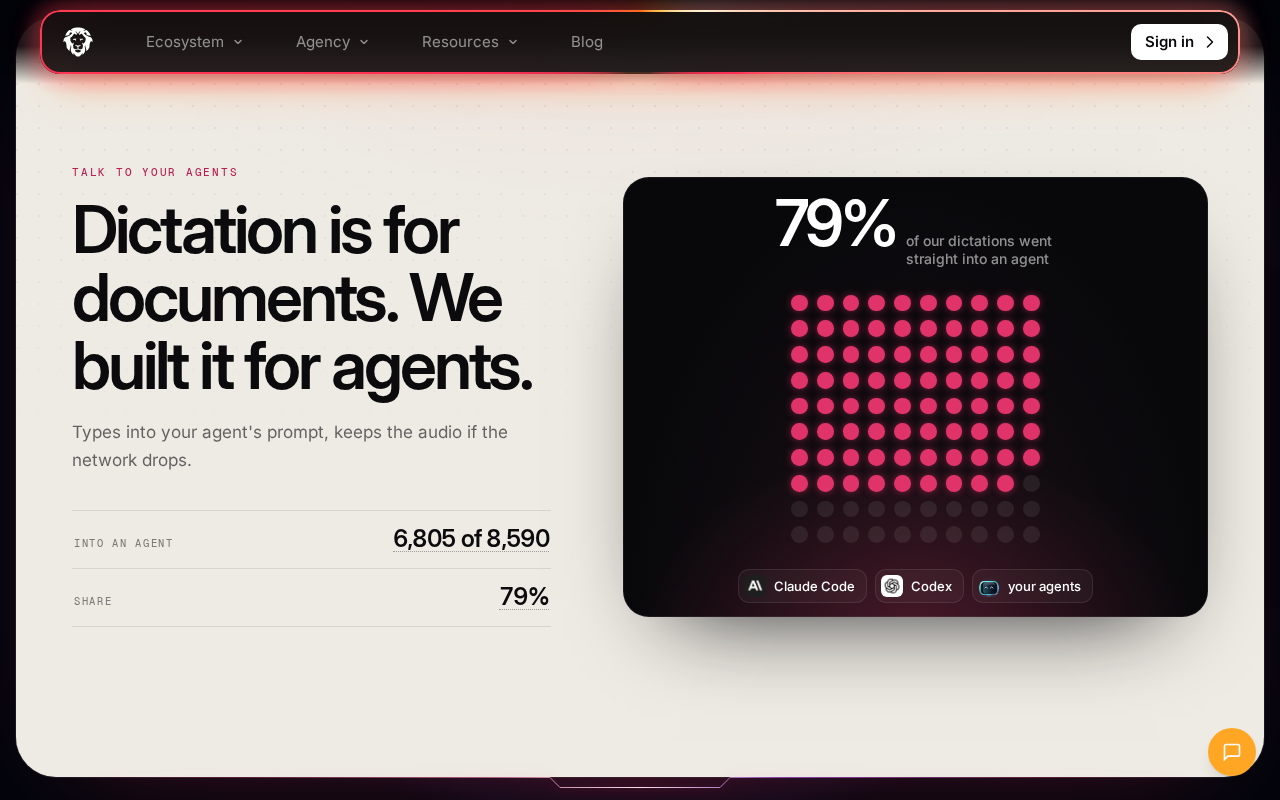 Ecosystem
Agency
Resources
Blog
Sign in
TALK TO YOUR AGENTS
Dictation is for
documents. We
built it for agents.
Types into your agent's prompt, keeps the audio if the
network drops.
INTO AN AGENT
6,805 of 8,590
SHARE
79%
79%
of our dictations went
straight into an agent
Claude Code
Codex
your agents